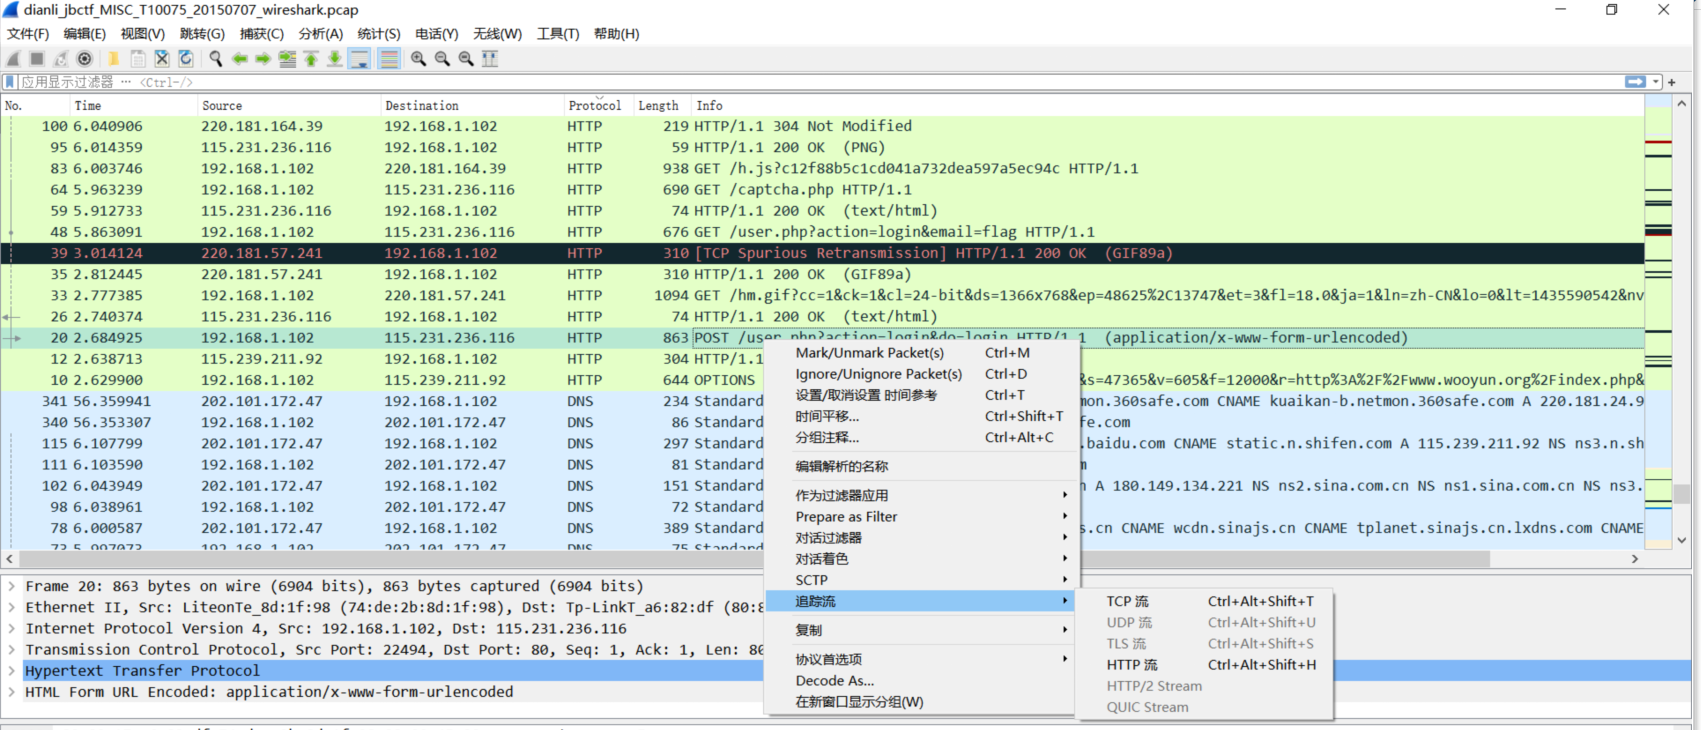 dianli_jbctf_MISC_T10075_20150707_wireshark.pcap
文件(F) 编辑(E) 视图(V) 跳转(G) 捕获(C) 分析(A) 统计(S) 电话(Y) 无线(W) 工具(T) 帮助(H)
应用显示过滤器 … <Ctrl-/>
No. Time Source Destination Protocol Length Info
100 6.040906 220.181.164.39 192.168.1.102 HTTP 219 HTTP/1.1 304 Not Modified
95 6.014359 115.231.236.116 192.168.1.102 HTTP 59 HTTP/1.1 200 OK (PNG)
83 6.003746 192.168.1.102 220.181.164.39 HTTP 938 GET /h.js?c12f88b5c1cd041a732dea597a5ec94c HTTP/1.1
64 5.963239 192.168.1.102 115.231.236.116 HTTP 690 GET /captcha.php HTTP/1.1
59 5.912733 115.231.236.116 192.168.1.102 HTTP 74 HTTP/1.1 200 OK (text/html)
48 5.863091 192.168.1.102 115.231.236.116 HTTP 676 GET /user.php?action=login&email=flag HTTP/1.1
39 3.014124 220.181.57.241 192.168.1.102 HTTP 310 [TCP Spurious Retransmission] HTTP/1.1 200 OK (GIF89a)
35 2.812445 220.181.57.241 192.168.1.102 HTTP 310 HTTP/1.1 200 OK (GIF89a)
33 2.777385 192.168.1.102 220.181.57.241 HTTP 1094 GET /hm.gif?cc=1&ck=1&cl=24-bit&ds=1366x768&ep=48625%2C13747&et=3&fl=18.0&ja=1&ln=zh-CN&lo=0&lt=1435590542&nv
26 2.740374 115.231.236.116 192.168.1.102 HTTP 74 HTTP/1.1 200 OK (text/html)
20 2.684925 192.168.1.102 115.231.236.116 HTTP 863 POST /user.php?action=login&do=login HTTP/1.1 (application/x-www-form-urlencoded)
12 2.638713 115.239.211.92 192.168.1.102 HTTP 304 HTTP/1.1
10 2.629900 192.168.1.102 115.239.211.92 HTTP 644 OPTIONS &s=47365&v=605&f=12000&r=http%3A%2F%2Fwww.wooyun.org%2Findex.php&
341 56.359941 202.101.172.47 192.168.1.102 DNS 234 Standard mon.360safe.com CNAME kuaikan-b.netmon.360safe.com A 220.181.24.9
340 56.353307 192.168.1.102 202.101.172.47 DNS 86 Standard fe.com
115 6.107799 202.101.172.47 192.168.1.102 DNS 297 Standard .baidu.com CNAME static.n.shifen.com A 115.239.211.92 NS ns3.n.sh
111 6.103590 192.168.1.102 202.101.172.47 DNS 81 Standard m
102 6.043949 202.101.172.47 192.168.1.102 DNS 151 Standard n A 180.149.134.221 NS ns2.sina.com.cn NS ns1.sina.com.cn NS ns3.
98 6.038961 192.168.1.102 202.101.172.47 DNS 72 Standard
78 6.000587 202.101.172.47 192.168.1.102 DNS 389 Standard s.cn CNAME wcdn.sinajs.cn CNAME tplanet.sinajs.cn.lxdns.com CNAME
73 5.997073 192.168.1.102 202.101.172.47 DNS 75 Standard
Mark/Unmark Packet(s) Ctrl+M
Ignore/Unignore Packet(s) Ctrl+D
设置/取消设置 时间参考 Ctrl+T
时间平移... Ctrl+Shift+T
分组注释... Ctrl+Alt+C
编辑解析的名称
作为过滤器应用
Prepare as Filter
对话过滤器
对话着色
SCTP
追踪流
复制
协议首选项
Decode As...
在新窗口显示分组(W)
TCP 流 Ctrl+Alt+Shift+T
UDP 流 Ctrl+Alt+Shift+U
TLS 流 Ctrl+Alt+Shift+S
HTTP 流 Ctrl+Alt+Shift+H
HTTP/2 Stream
QUIC Stream
Frame 20: 863 bytes on wire (6904 bits), 863 bytes captured (6904 bits)
Ethernet II, Src: LiteonTe_8d:1f:98 (74:de:2b:8d:1f:98), Dst: Tp-LinkT_a6:82:df (80:8
Internet Protocol Version 4, Src: 192.168.1.102, Dst: 115.231.236.116
Transmission Control Protocol, Src Port: 22494, Dst Port: 80, Seq: 1, Ack: 1, Len: 80
Hypertext Transfer Protocol
HTML Form URL Encoded: application/x-www-form-urlencoded